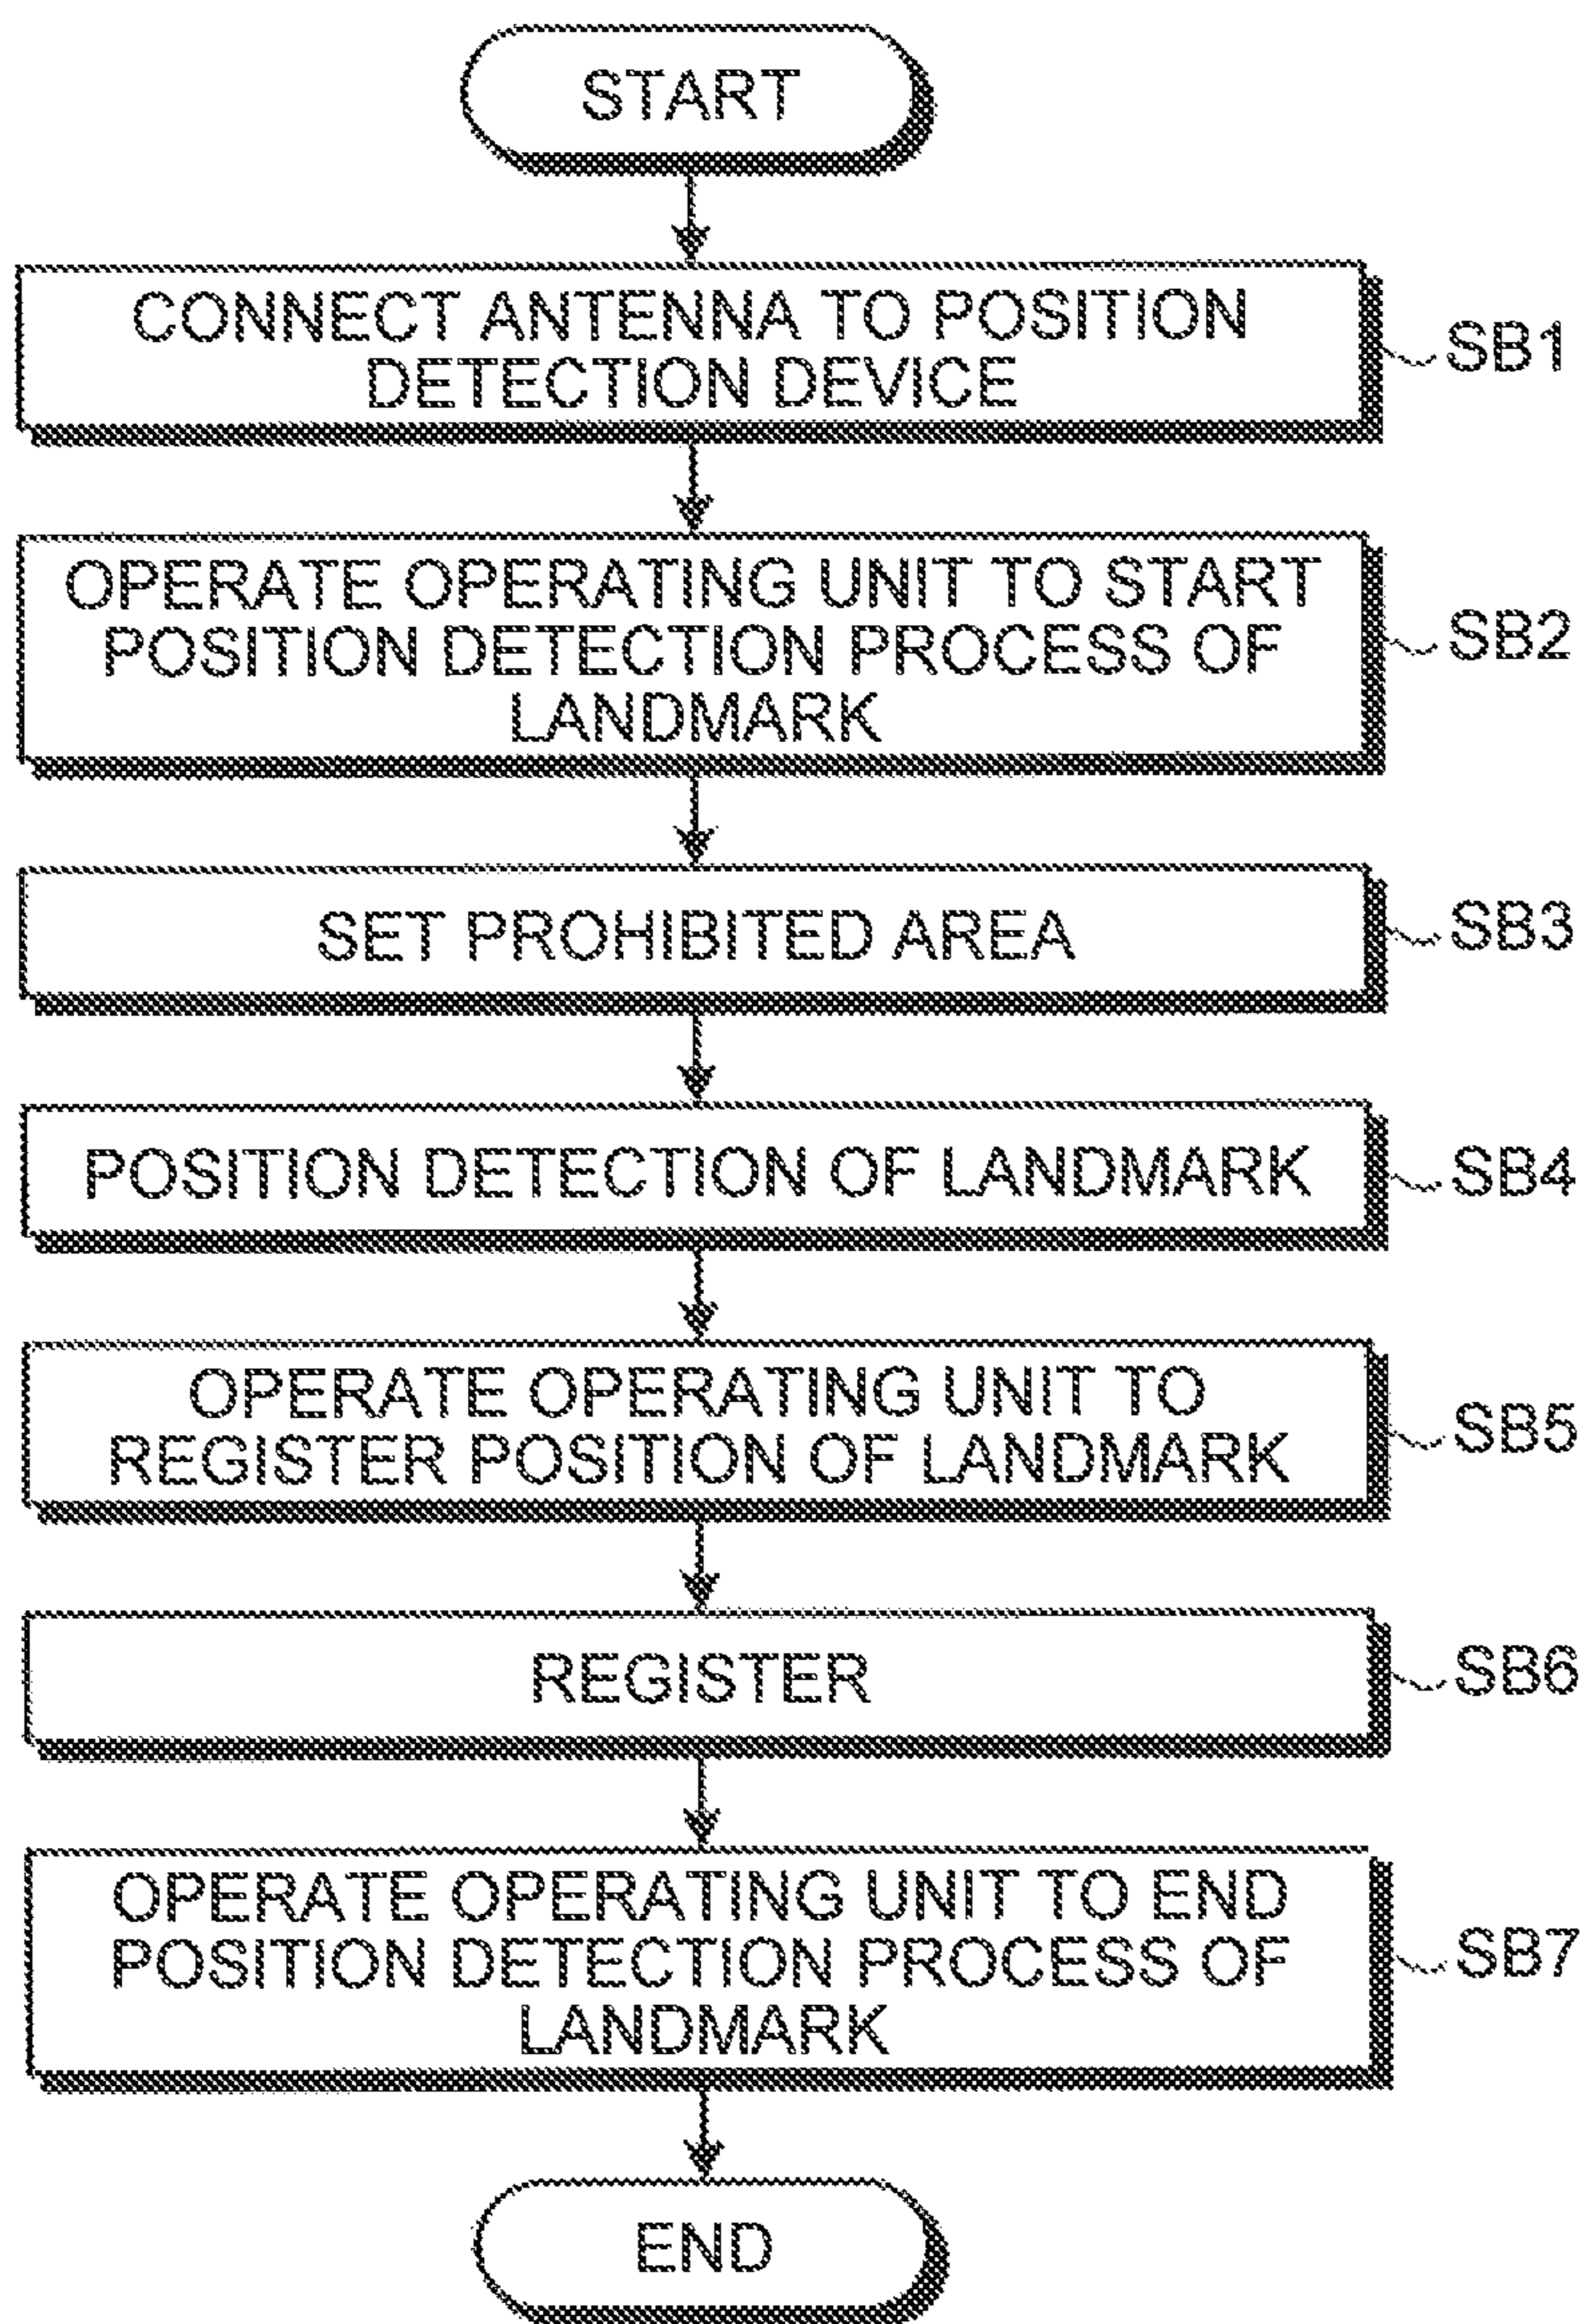 START
CONNECT ANTENNA TO POSITION
DETECTION DEVICE
SB1
OPERATE OPERATING UNIT TO START
POSITION DETECTION PROCESS OF
LANDMARK
SB2
SET PROHIBITED AREA
SB3
POSITION DETECTION OF LANDMARK
SB4
OPERATE OPERATING UNIT TO
REGISTER POSITION OF LANDMARK
SB5
REGISTER
SB6
OPERATE OPERATING UNIT TO END
POSITION DETECTION PROCESS OF
LANDMARK
SB7
END